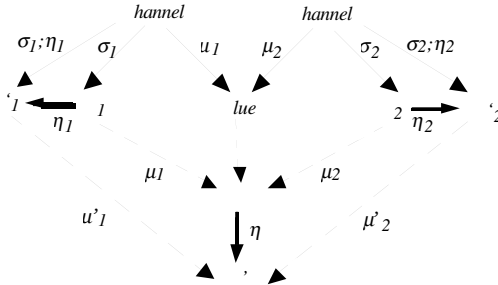 hannel hannel
σ1;η1 σ1 μ1 μ2 σ2 σ2;η2
‘1 1 lue 2 ‘2
η1 η2
μ1 μ2
u’1 η μ’2
’